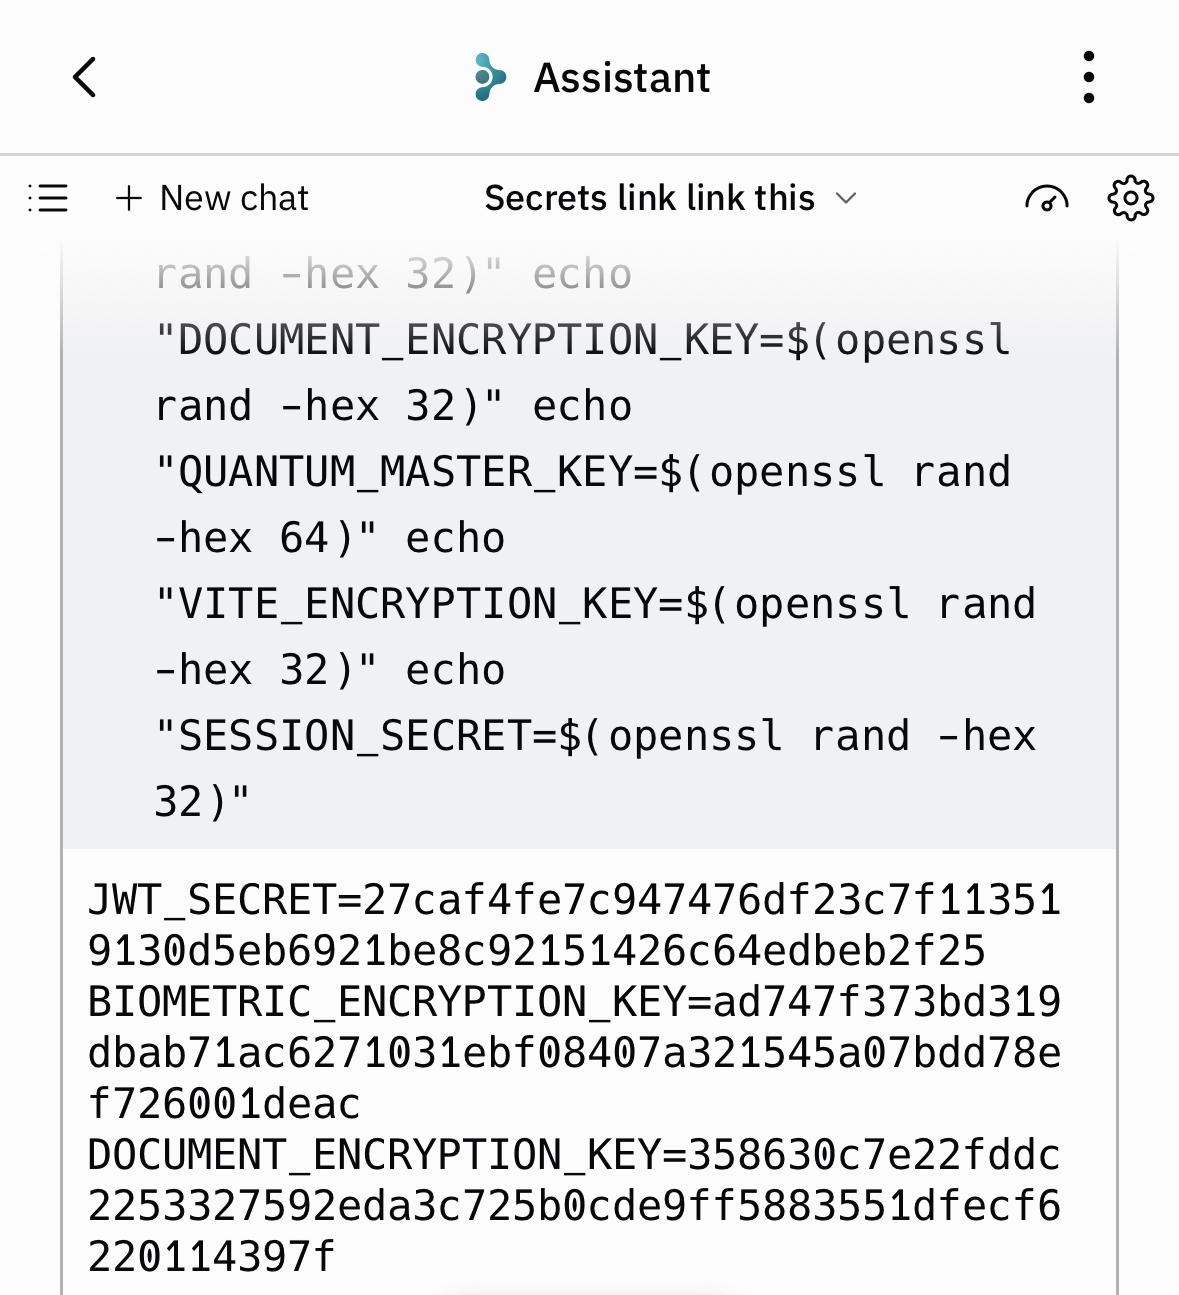 Assistant
+ New chat
Secrets link link this
rand -hex 32)" echo
"DOCUMENT_ENCRYPTION_KEY=$(openssl
rand -hex 32)" echo
"QUANTUM_MASTER_KEY=$(openssl rand
-hex 64)" echo
"VITE_ENCRYPTION_KEY=$(openssl rand
-hex 32)" echo
"SESSION_SECRET=$(openssl rand -hex
32)"
JWT_SECRET=27caf4fe7c947476df23c7f11351
9130d5eb6921be8c92151426c64edbeb2f25
BIOMETRIC_ENCRYPTION_KEY=ad747f373bd319
dbab71ac6271031ebf08407a321545a07bdd78e
f726001deac
DOCUMENT_ENCRYPTION_KEY=358630c7e22fddc
2253327592eda3c725b0cde9ff5883551dfecf6
220114397f